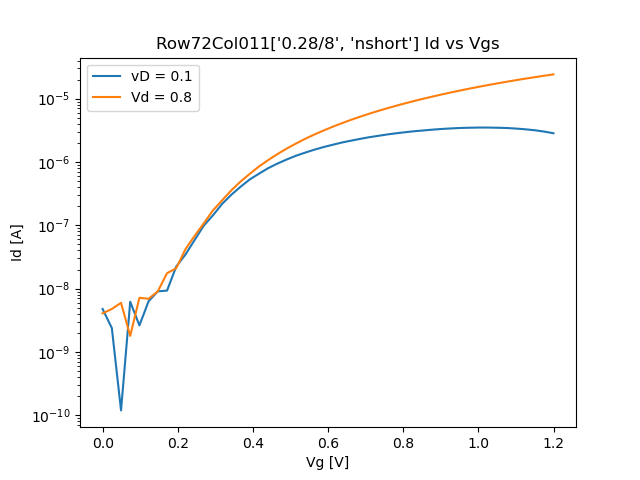 Row72Col011['0.28/8', 'nshort'] Id vs Vgs
vD = 0.1
Vd = 0.8
10⁻⁵
10⁻⁶
10⁻⁷
10⁻⁸
10⁻⁹
10⁻¹⁰
Id [A]
0.0 0.2 0.4 0.6 0.8 1.0 1.2
Vg [V]